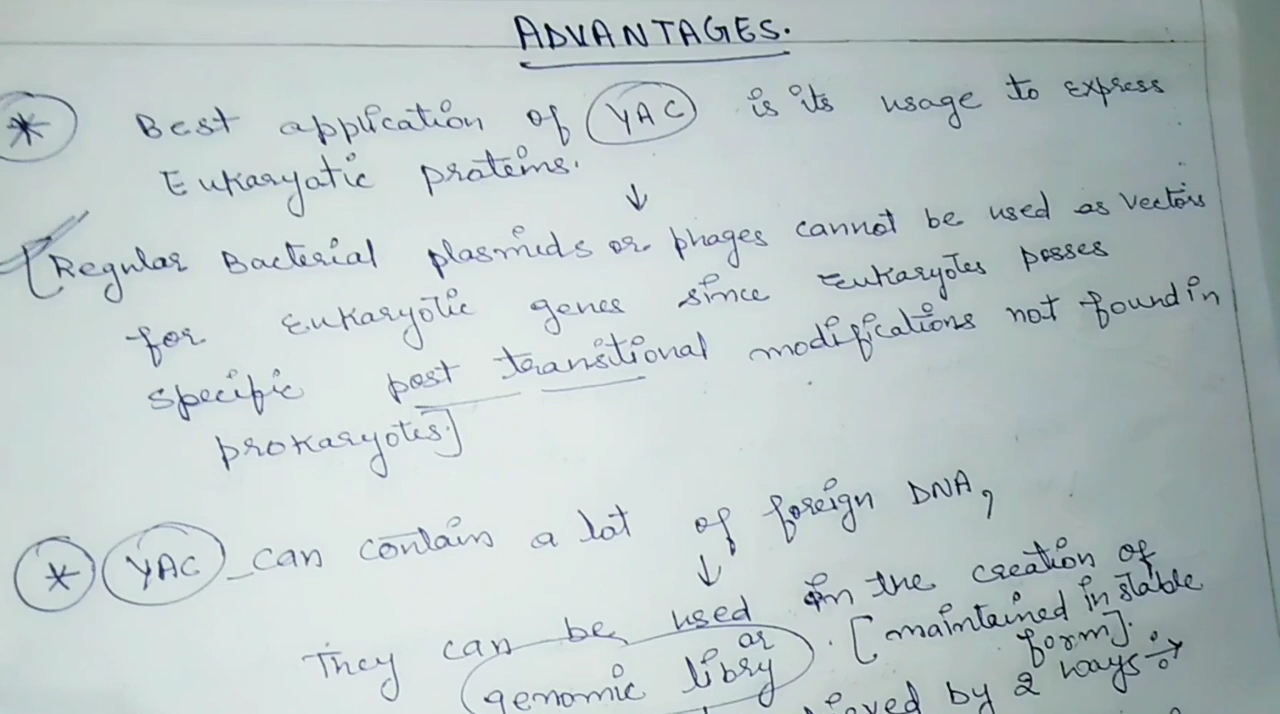 ADVANTAGES.
* Best application of YAC is its usage to express
Eukaryotic proteins.
↓
[Regular Bacterial plasmids or phages cannot be used as vectors
for eukaryotic genes since eukaryotes posses
specific post transitional modifications not found in
prokaryotes.]
* YAC can contain a lot of foreign DNA,
↓
They can be used in the creation of
genomic libry ar . [maintained in stable
form].
by 2 ways